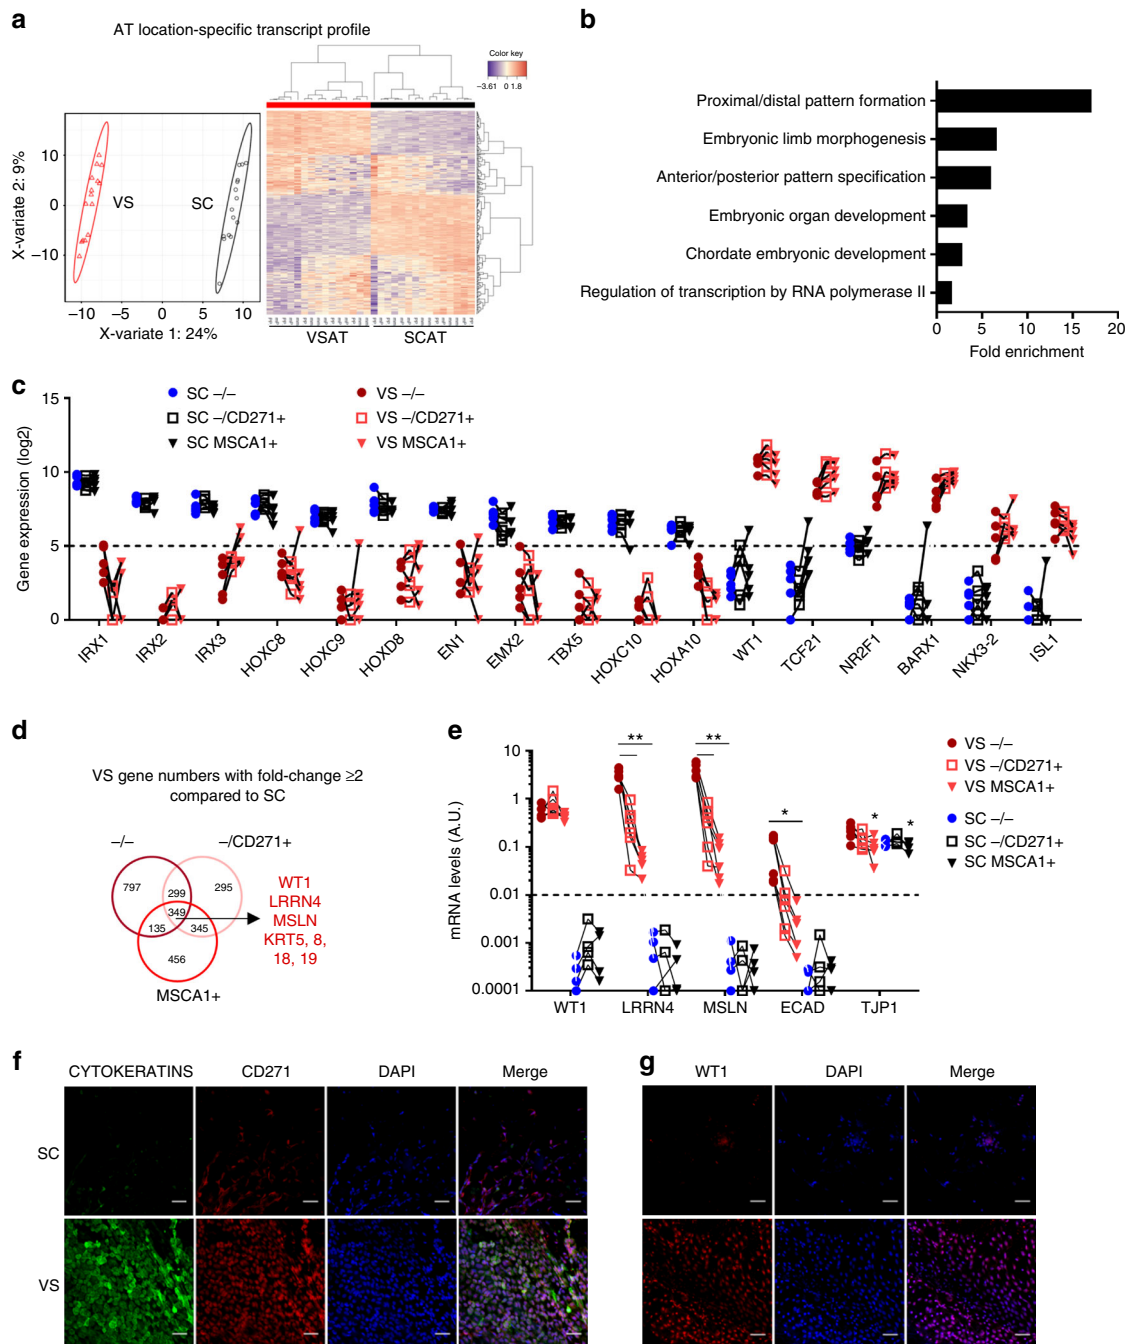 a
AT location-specific transcript profile
Color key
−3.61 0 1.8
X-variate 2: 9%
10
0
−10
VS
SC
−10 −5 0 5 10
X-variate 1: 24%
VSAT
SCAT
b
Proximal/distal pattern formation
Embryonic limb morphogenesis
Anterior/posterior pattern specification
Embryonic organ development
Chordate embryonic development
Regulation of transcription by RNA polymerase II
0 5 10 15 20
Fold enrichment
c
Gene expression (log2)
15
10
5
0
SC −/−
SC −/CD271+
SC MSCA1+
VS −/−
VS −/CD271+
VS MSCA1+
IRX1 IRX2 IRX3 HOXC8 HOXC9 HOXD8 EN1 EMX2 TBX5 HOXC10 HOXA10 WT1 TCF21 NR2F1 BARX1 NKX3-2 ISL1
d
VS gene numbers with fold-change ≥2
compared to SC
−/−
−/CD271+
797
299
295
349
135
345
456
MSCA1+
WT1
LRRN4
MSLN
KRT5, 8,
18, 19
e
mRNA levels (A.U.)
10
1
0.1
0.01
0.001
0.0001
**
**
*
*
*
WT1 LRRN4 MSLN ECAD TJP1
VS −/−
VS −/CD271+
VS MSCA1+
SC −/−
SC −/CD271+
SC MSCA1+
f
CYTOKERATINS CD271 DAPI Merge
SC
VS
g
WT1 DAPI Merge